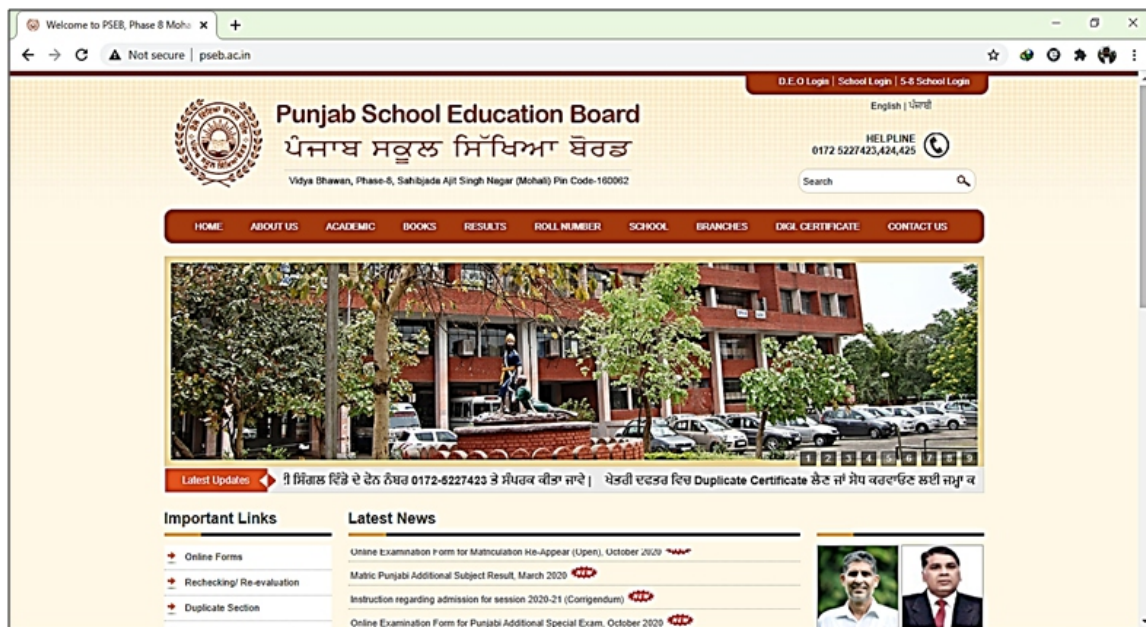 Welcome to PSEB, Phase 8 Moha
Not secure | pseb.ac.in
D.E.O Login | School Login | 5-8 School Login
English | ਪੰਜਾਬੀ
Punjab School Education Board
ਪੰਜਾਬ ਸਕੂਲ ਸਿੱਖਿਆ ਬੋਰਡ
Vidya Bhawan, Phase-8, Sahibjada Ajit Singh Nagar (Mohali) Pin Code-160062
HELPLINE
0172 5227423,424,425
Search
HOME ABOUT US ACADEMIC BOOKS RESULTS ROLL NUMBER SCHOOL BRANCHES DIGI. CERTIFICATE CONTACT US
1 2 3 4 5 6 7 8 9
Latest Updates ੀ ਸਿੰਗਲ ਵਿੰਡੋ ਦੇ ਫੋਨ ਨੰਬਰ 0172-5227423 ਤੇ ਸੰਪਰਕ ਕੀਤਾ ਜਾਵੇ | ਖੇਤਰੀ ਦਫਤਰ ਵਿਚ Duplicate Certificate ਲੈਣ ਜਾਂ ਸੋਧ ਕਰਵਾਉਣ ਲਈ ਜਮ੍ਹਾ ਕ
Important Links
Online Forms
Rechecking/ Re-evaluation
Duplicate Section
Latest News
Online Examination Form for Matriculation Re-Appear (Open), October 2020
Matric Punjabi Additional Subject Result, March 2020 NEW
Instruction regarding admission for session 2020-21 (Corrigendum) NEW
Online Examination Form for Punjabi Additional Special Exam, October 2020 NEW